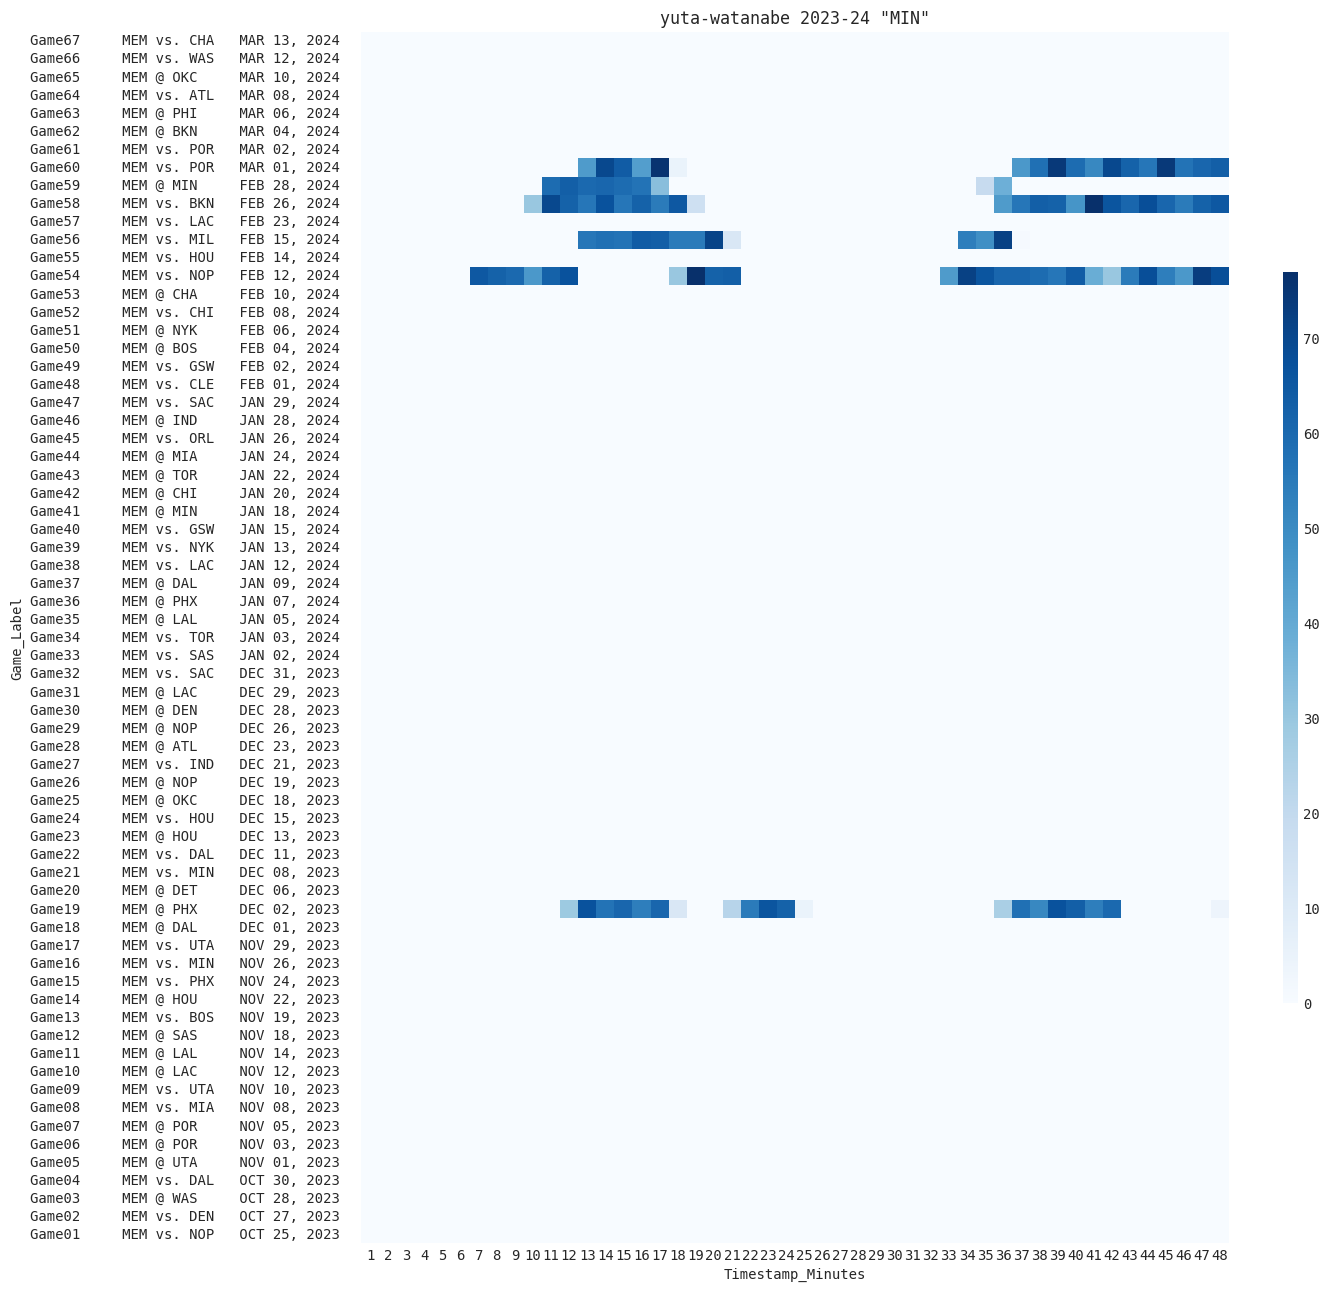 yuta-watanabe 2023-24 "MIN"
Game67 MEM vs. CHA MAR 13, 2024
Game66 MEM vs. WAS MAR 12, 2024
Game65 MEM @ OKC MAR 10, 2024
Game64 MEM vs. ATL MAR 08, 2024
Game63 MEM @ PHI MAR 06, 2024
Game62 MEM @ BKN MAR 04, 2024
Game61 MEM vs. POR MAR 02, 2024
Game60 MEM vs. POR MAR 01, 2024
Game59 MEM @ MIN FEB 28, 2024
Game58 MEM vs. BKN FEB 26, 2024
Game57 MEM vs. LAC FEB 23, 2024
Game56 MEM vs. MIL FEB 15, 2024
Game55 MEM vs. HOU FEB 14, 2024
Game54 MEM vs. NOP FEB 12, 2024
Game53 MEM @ CHA FEB 10, 2024
Game52 MEM vs. CHI FEB 08, 2024
Game51 MEM @ NYK FEB 06, 2024
Game50 MEM @ BOS FEB 04, 2024
Game49 MEM vs. GSW FEB 02, 2024
Game48 MEM vs. CLE FEB 01, 2024
Game47 MEM vs. SAC JAN 29, 2024
Game46 MEM @ IND JAN 28, 2024
Game45 MEM vs. ORL JAN 26, 2024
Game44 MEM @ MIA JAN 24, 2024
Game43 MEM @ TOR JAN 22, 2024
Game42 MEM @ CHI JAN 20, 2024
Game41 MEM @ MIN JAN 18, 2024
Game40 MEM vs. GSW JAN 15, 2024
Game39 MEM vs. NYK JAN 13, 2024
Game38 MEM vs. LAC JAN 12, 2024
Game37 MEM @ DAL JAN 09, 2024
Game36 MEM @ PHX JAN 07, 2024
Game35 MEM @ LAL JAN 05, 2024
Game34 MEM vs. TOR JAN 03, 2024
Game33 MEM vs. SAS JAN 02, 2024
Game32 MEM vs. SAC DEC 31, 2023
Game31 MEM @ LAC DEC 29, 2023
Game30 MEM @ DEN DEC 28, 2023
Game29 MEM @ NOP DEC 26, 2023
Game28 MEM @ ATL DEC 23, 2023
Game27 MEM vs. IND DEC 21, 2023
Game26 MEM @ NOP DEC 19, 2023
Game25 MEM @ OKC DEC 18, 2023
Game24 MEM vs. HOU DEC 15, 2023
Game23 MEM @ HOU DEC 13, 2023
Game22 MEM vs. DAL DEC 11, 2023
Game21 MEM vs. MIN DEC 08, 2023
Game20 MEM @ DET DEC 06, 2023
Game19 MEM @ PHX DEC 02, 2023
Game18 MEM @ DAL DEC 01, 2023
Game17 MEM vs. UTA NOV 29, 2023
Game16 MEM vs. MIN NOV 26, 2023
Game15 MEM vs. PHX NOV 24, 2023
Game14 MEM @ HOU NOV 22, 2023
Game13 MEM vs. BOS NOV 19, 2023
Game12 MEM @ SAS NOV 18, 2023
Game11 MEM @ LAL NOV 14, 2023
Game10 MEM @ LAC NOV 12, 2023
Game09 MEM vs. UTA NOV 10, 2023
Game08 MEM vs. MIA NOV 08, 2023
Game07 MEM @ POR NOV 05, 2023
Game06 MEM @ POR NOV 03, 2023
Game05 MEM @ UTA NOV 01, 2023
Game04 MEM vs. DAL OCT 30, 2023
Game03 MEM @ WAS OCT 28, 2023
Game02 MEM vs. DEN OCT 27, 2023
Game01 MEM vs. NOP OCT 25, 2023
Game_Label
1 2 3 4 5 6 7 8 9 10 11 12 13 14 15 16 17 18 19 20 21 22 23 24 25 26 27 28 29 30 31 32 33 34 35 36 37 38 39 40 41 42 43 44 45 46 47 48
Timestamp_Minutes
70
60
50
40
30
20
10
0